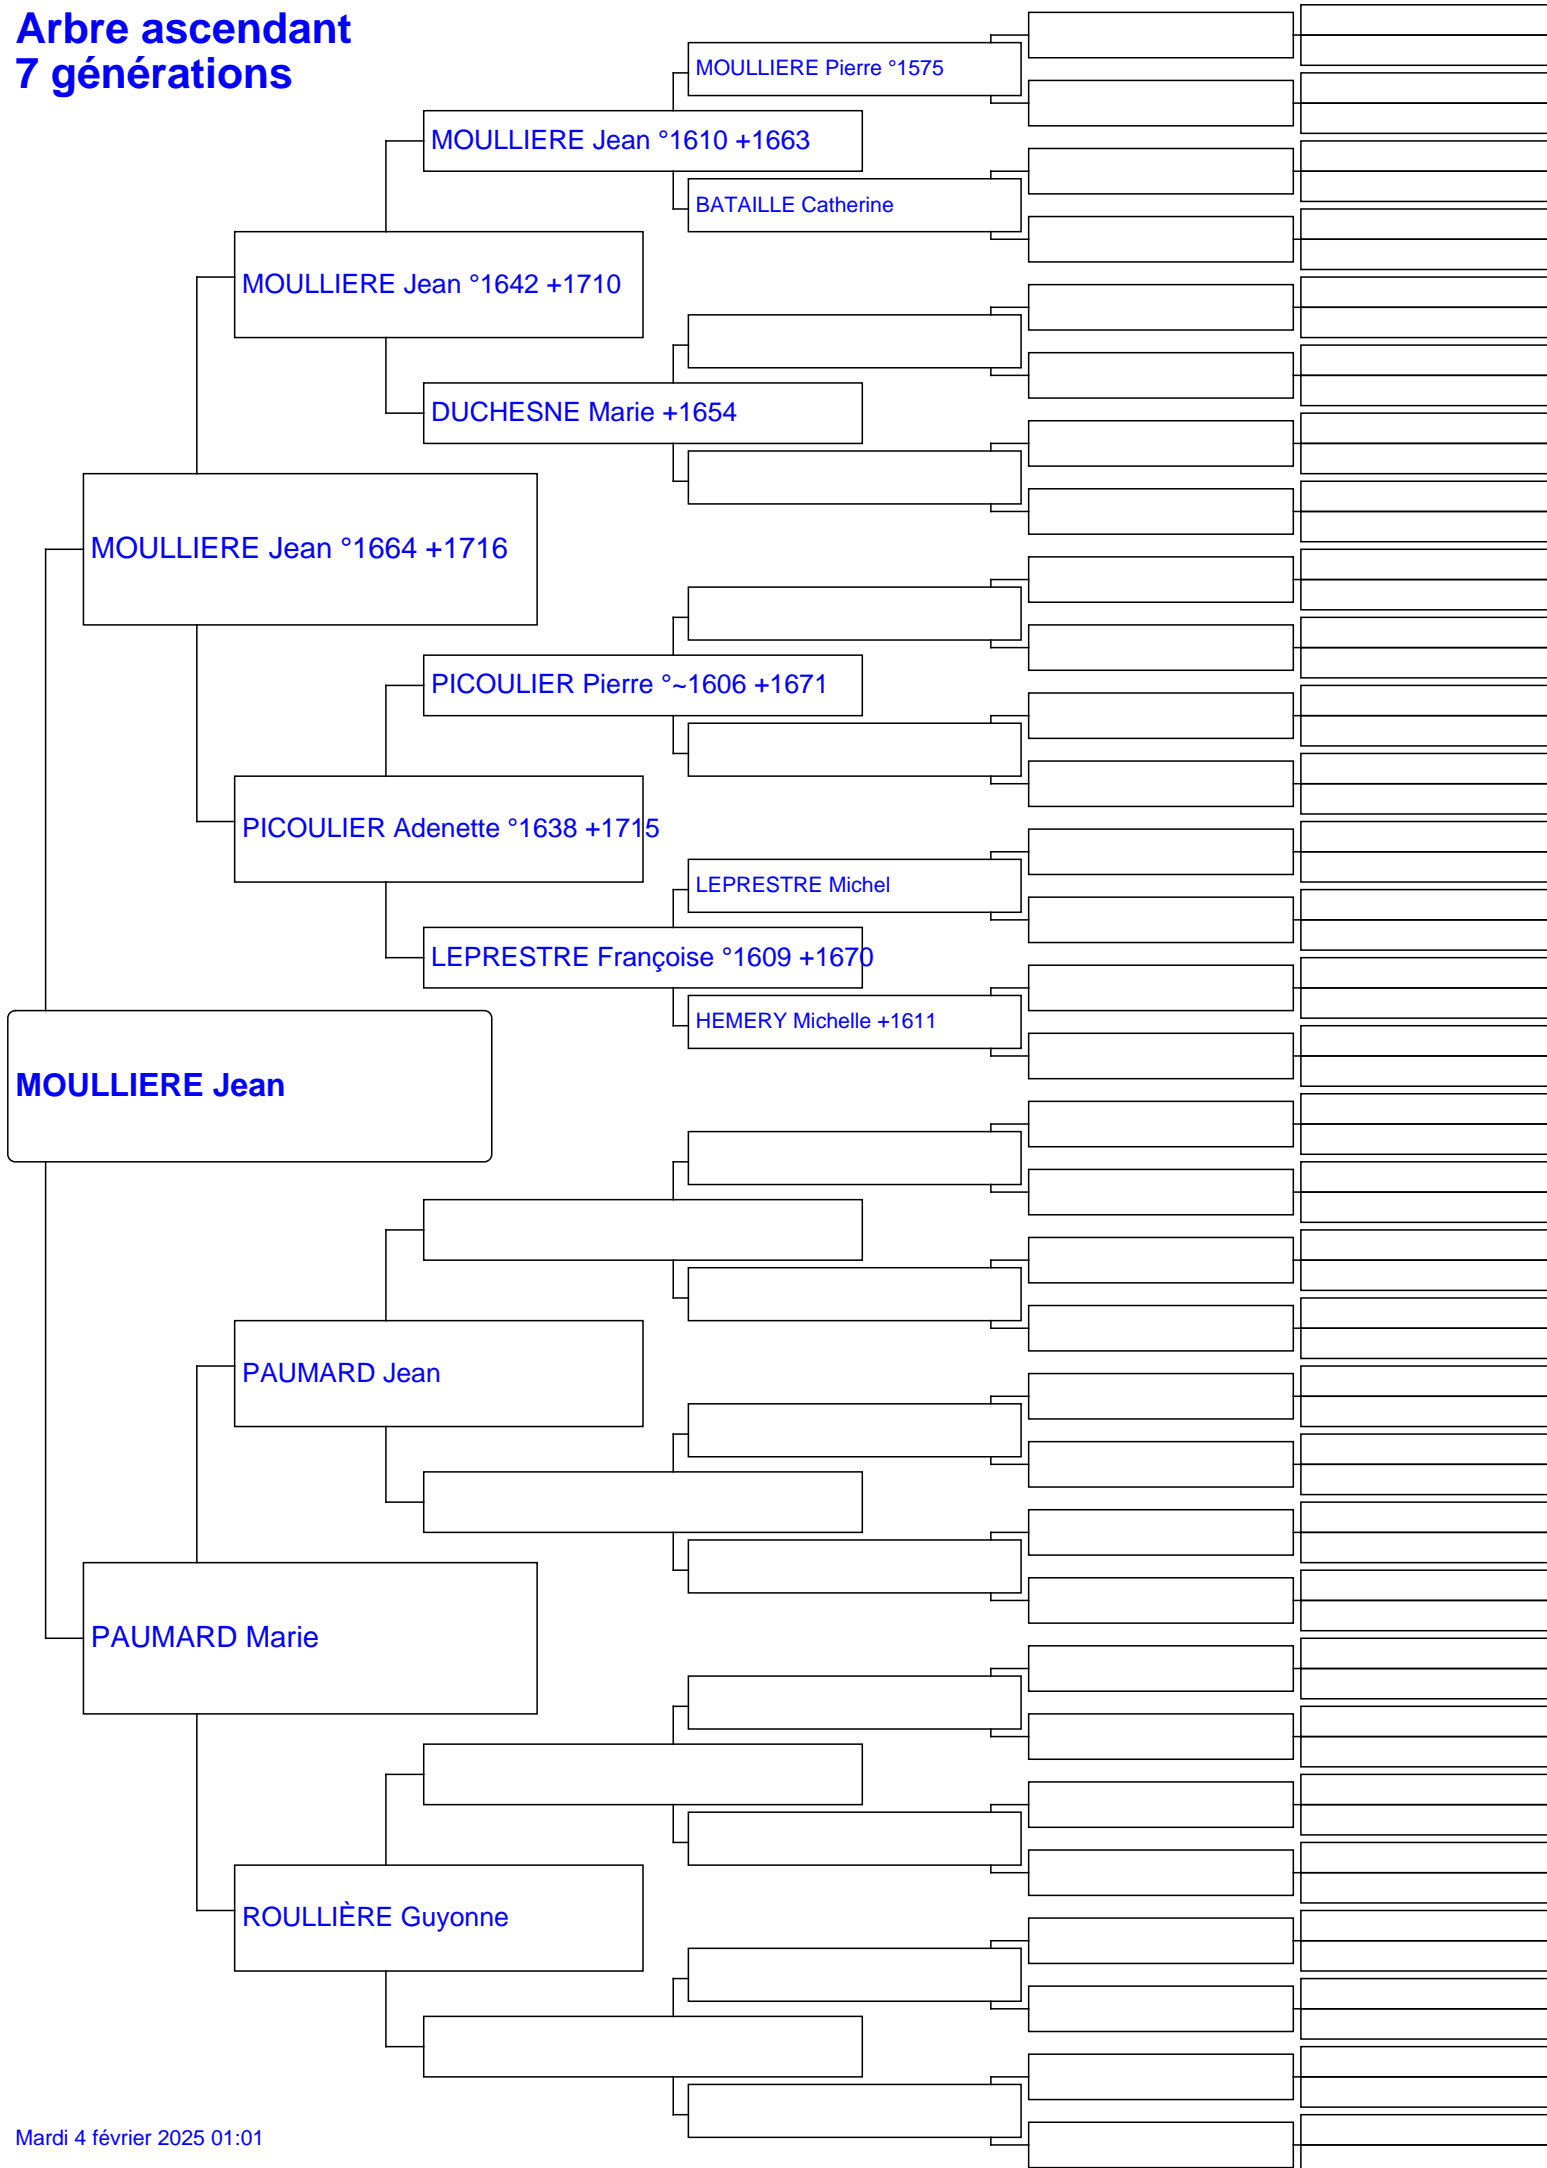 Arbre ascendant
7 générations
MOULLIERE Pierre °1575
MOULLIERE Jean °1610 +1663
BATAILLE Catherine
MOULLIERE Jean °1642 +1710
DUCHESNE Marie +1654
MOULLIERE Jean °1664 +1716
PICOULIER Pierre °~1606 +1671
PICOULIER Adenette °1638 +1715
LEPRESTRE Michel
LEPRESTRE Françoise °1609 +1670
HEMERY Michelle +1611
MOULLIERE Jean
PAUMARD Jean
PAUMARD Marie
ROULLIÈRE Guyonne
Mardi 4 février 2025 01:01